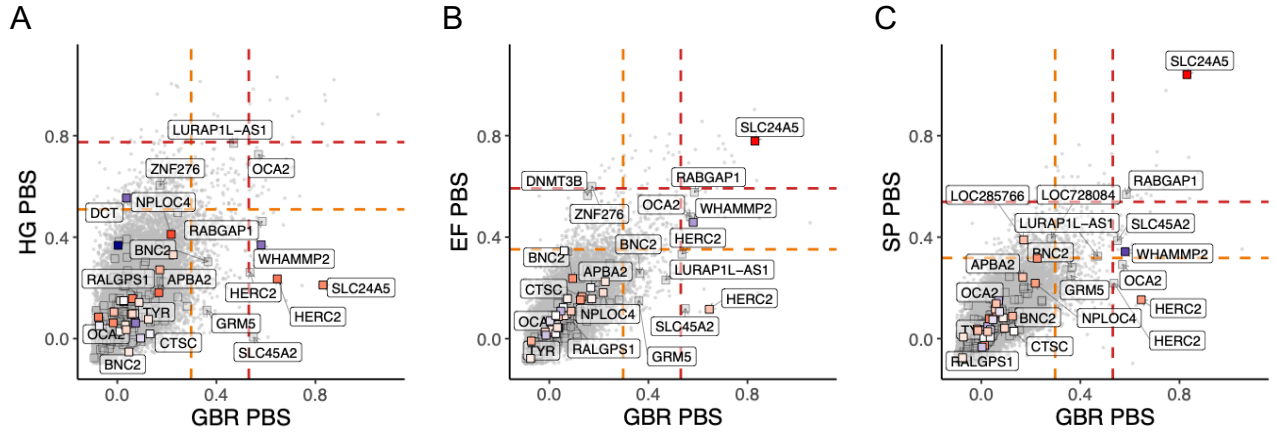 A
B
C
HG PBS
0.8
0.4
0.0
LURAP1L−AS1
ZNF276
OCA2
DCT
NPLOC4
RABGAP1
BNC2
WHAMMP2
RALGPS1
APBA2
HERC2
SLC24A5
TYR
GRM5
HERC2
OCA2
CTSC
SLC45A2
BNC2
0.0
0.4
0.8
GBR PBS
EF PBS
0.8
0.4
0.0
SLC24A5
DNMT3B
RABGAP1
ZNF276
OCA2
WHAMMP2
BNC2
HERC2
BNC2
APBA2
LURAP1L−AS1
CTSC
HERC2
OCA
NPLOC4
SLC45A2
TYR
RALGPS1
GRM5
0.0
0.4
0.8
GBR PBS
SP PBS
0.8
0.4
0.0
SLC24A5
RABGAP1
LOC285766
LOC728084
LURAP1L−AS1
SLC45A2
BNC2
WHAMMP2
APBA2
OCA2
GRM5
OCA2
HERC2
BNC2
NPLOC4
TY
CTSC
HERC2
RALGPS1
0.0
0.4
0.8
GBR PBS